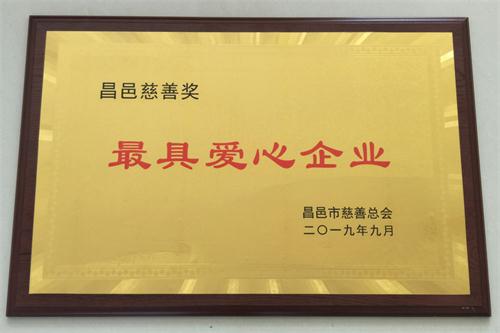 昌邑慈善奖
最具爱心企业
昌邑市慈善总会
二〇一九年九月